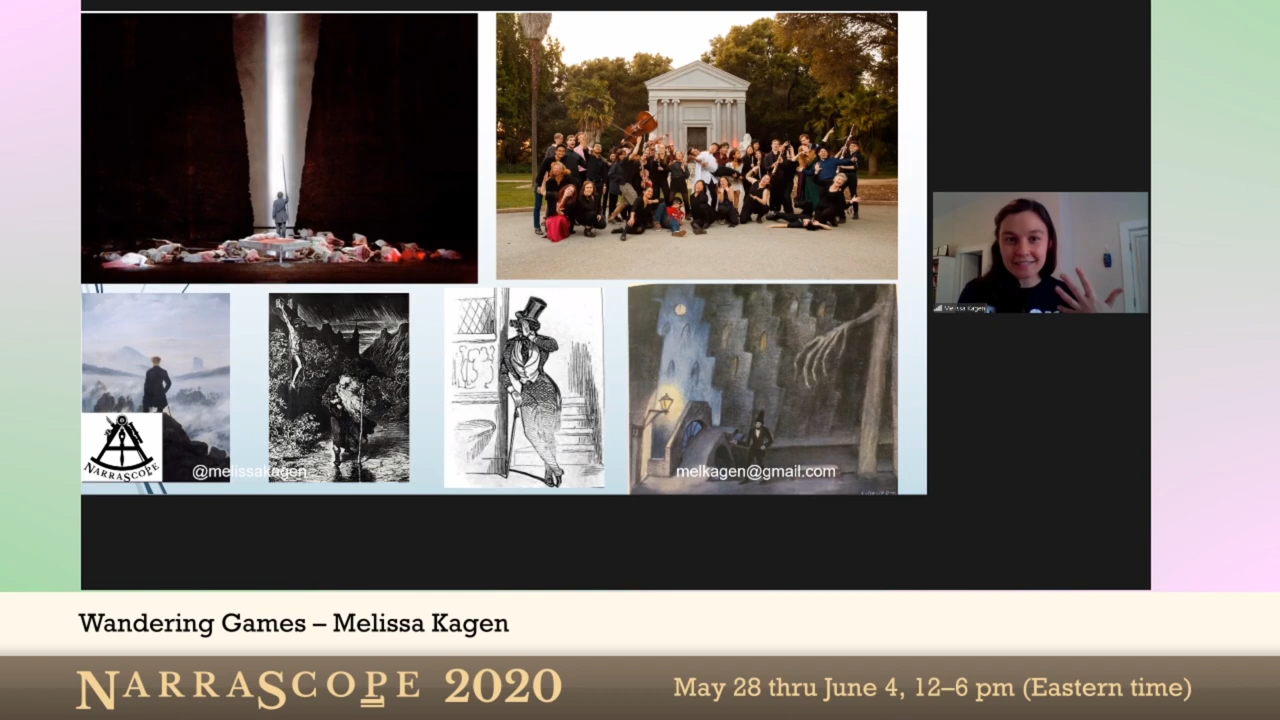 Melissa Kagen
NARRASCOPE
@melissakagen
melkagen@gmail.com
Wandering Games – Melissa Kagen
NARRASCOPE 2020
May 28 thru June 4, 12–6 pm (Eastern time)